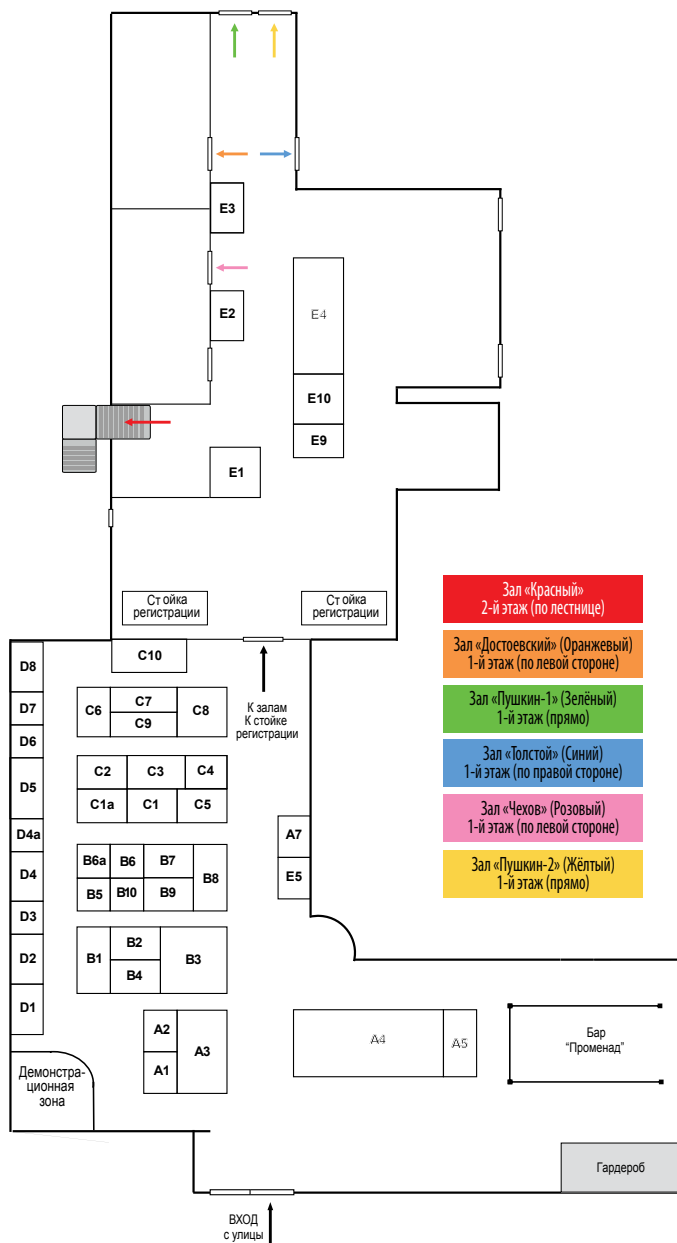 E3
E2
E4
E10
E9
E1
Стойка
регистрации
Стойка
регистрации
Зал «Красный»
2-й этаж (по лестнице)
Зал «Достоевский» (Оранжевый)
1-й этаж (по левой стороне)
Зал «Пушкин-1» (Зелёный)
1-й этаж (прямо)
Зал «Толстой» (Синий)
1-й этаж (по правой стороне)
Зал «Чехов» (Розовый)
1-й этаж (по левой стороне)
Зал «Пушкин-2» (Жёлтый)
1-й этаж (прямо)
К залам
К стойке
регистрации
D8
D7
D6
D5
D4a
D4
D3
D2
D1
C10
C6
C7
C9
C8
C2
C3
C4
C1a
C1
C5
B6a
B6
B7
B8
B5
B10
B9
B1
B2
B4
B3
A7
E5
A2
A1
A3
A4
A5
Бар
“Променад”
Демонстра-
ционная
зона
Гардероб
ВХОД
с улицы